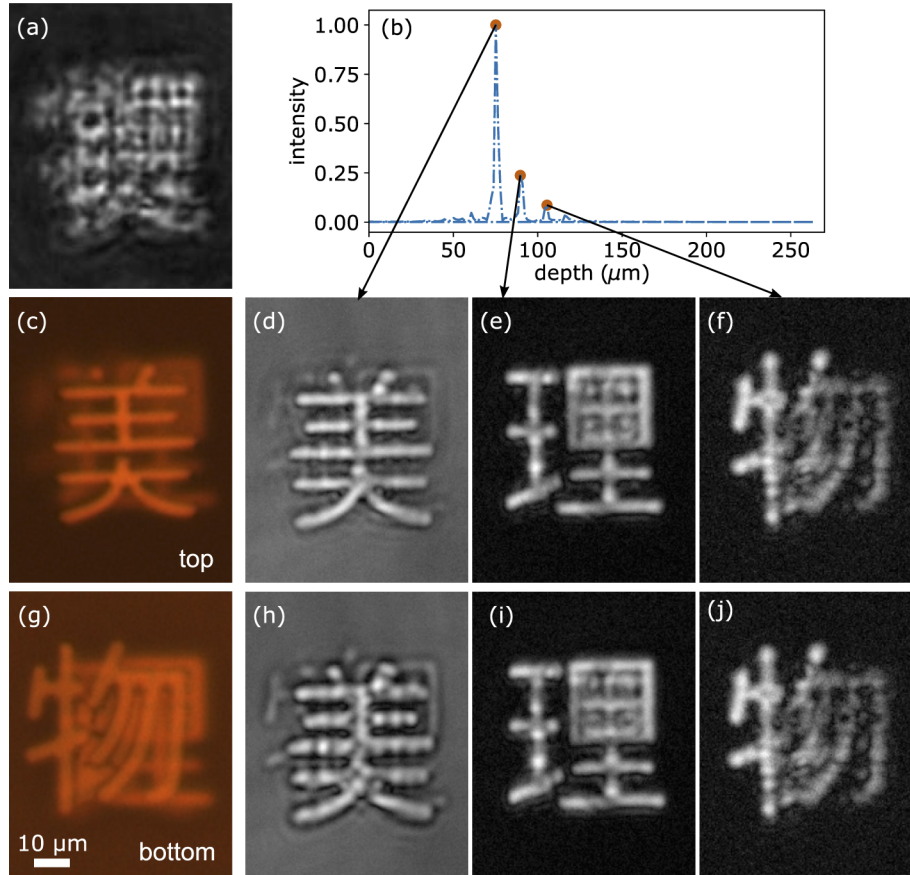 (a)
(b)
intensity
1.00
0.75
0.50
0.25
0.00
0 50 100 150 200 250
depth (μm)
(c)
美
top
(d)
美
(e)
理
(f)
物
(g)
物
10 μm
bottom
(h)
美
(i)
理
(j)
物